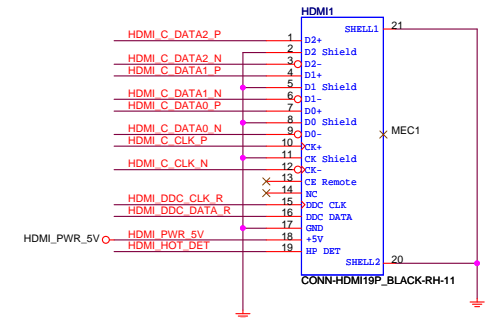 HDMI1
HDMI_C_DATA2_P 1 D2+ SHELL1 21
2 D2 Shield
HDMI_C_DATA2_N 3 D2-
HDMI_C_DATA1_P 4 D1+
5 D1 Shield
HDMI_C_DATA1_N 6 D1-
HDMI_C_DATA0_P 7 D0+
8 D0 Shield
HDMI_C_DATA0_N 9 D0- MEC1
HDMI_C_CLK_P 10 CK+
11 CK Shield
HDMI_C_CLK_N 12 CK-
13 CE Remote
14 NC
HDMI_DDC_CLK_R 15 DDC CLK
HDMI_DDC_DATA_R 16 DDC DATA
17 GND
HDMI_PWR_5V HDMI_PWR_5V 18 +5V
HDMI_HOT_DET 19 HP DET
SHELL2 20
CONN-HDMI19P_BLACK-RH-11